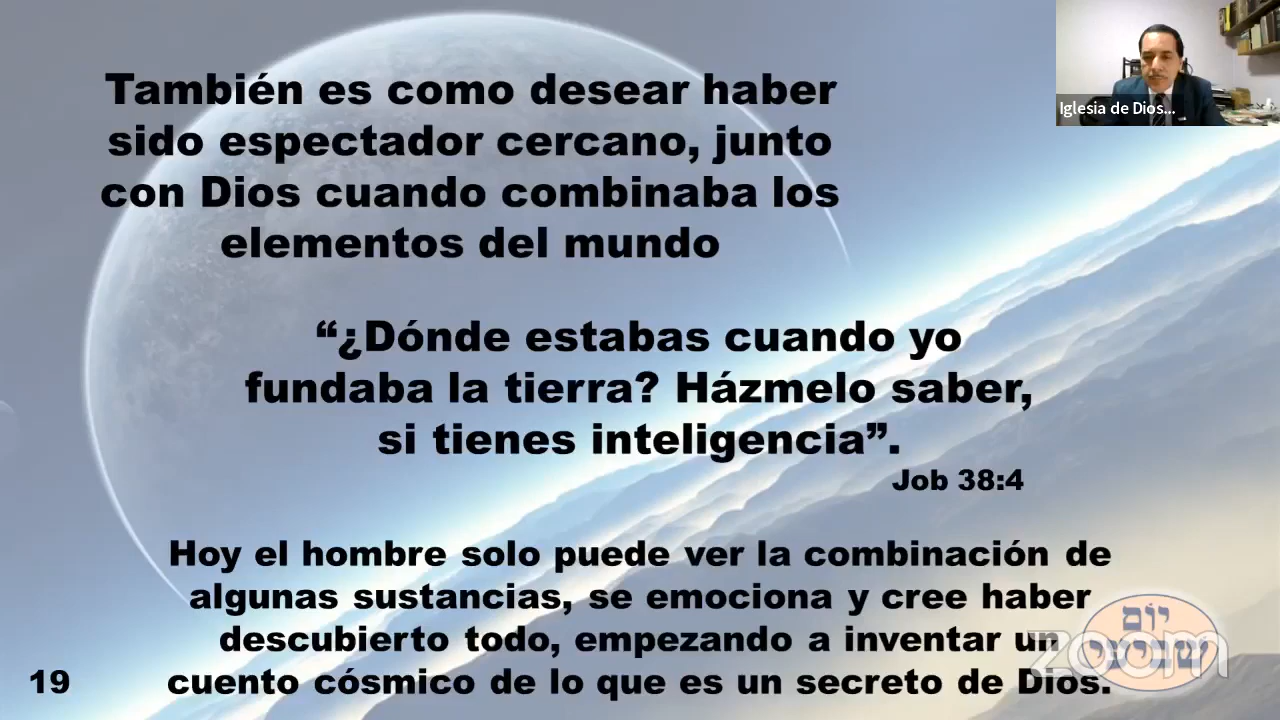 También es como desear haber
sido espectador cercano, junto
con Dios cuando combinaba los
elementos del mundo
“¿Dónde estabas cuando yo
fundaba la tierra? Házmelo saber,
si tienes inteligencia”.
Job 38:4
Hoy el hombre solo puede ver la combinación de
algunas sustancias, se emociona y cree haber
descubierto todo, empezando a inventar un
cuento cósmico de lo que es un secreto de Dios.
19
Iglesia de Dios...
יוֹם
שביעי
zoom